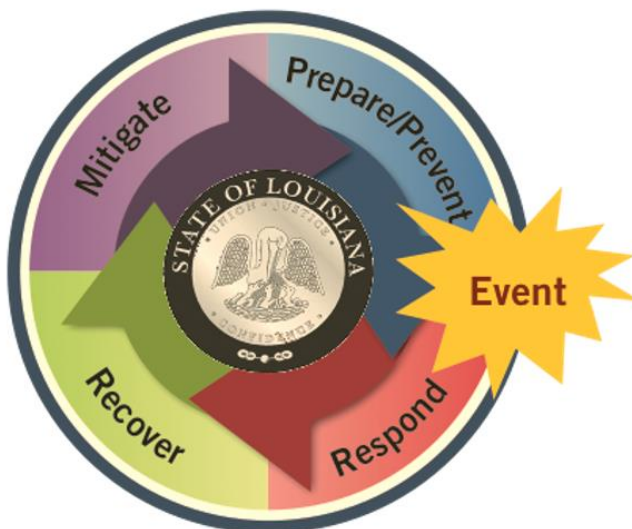 Mitigate
Prepare/Prevent
Event
Respond
Recover
STATE OF LOUISIANA
UNION · JUSTICE
CONFIDENCE